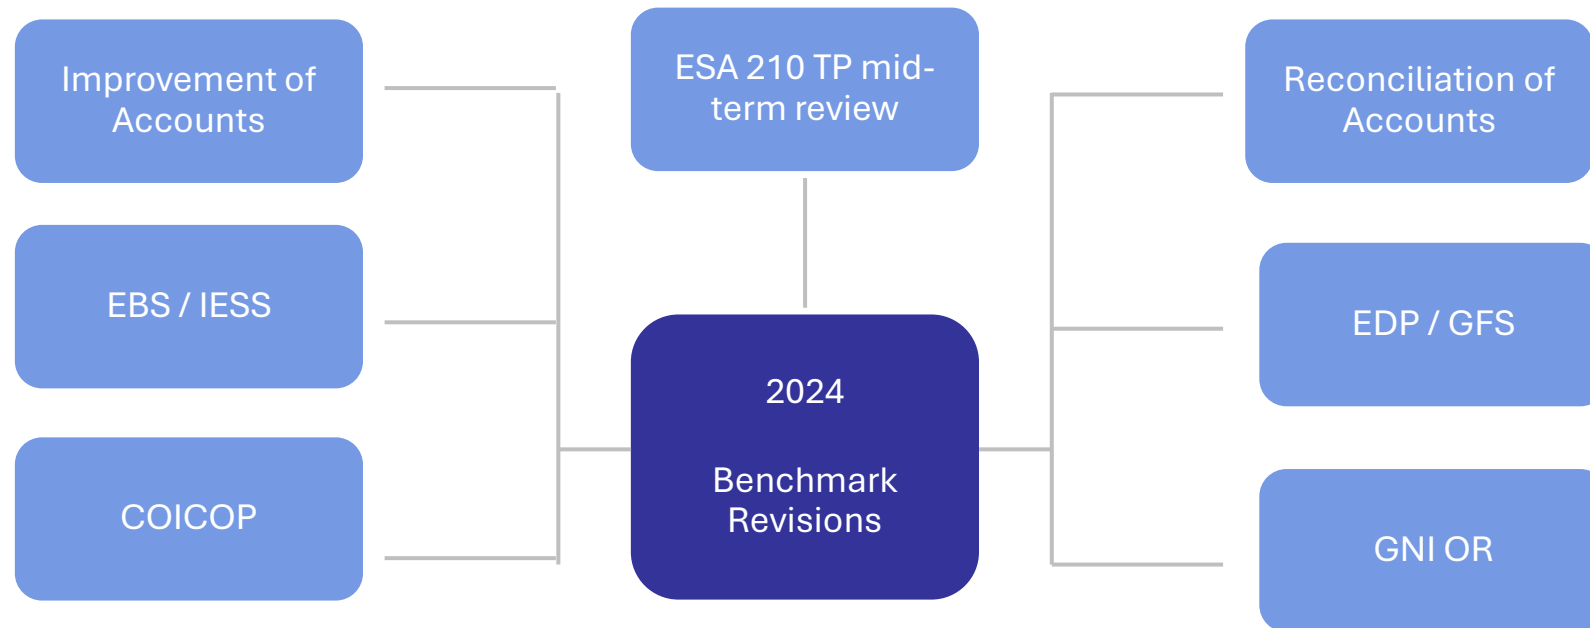 Improvement of
Accounts
EBS / IESS
COICOP
ESA 210 TP mid-
term review
2024
Benchmark
Revisions
Reconciliation of
Accounts
EDP / GFS
GNI OR